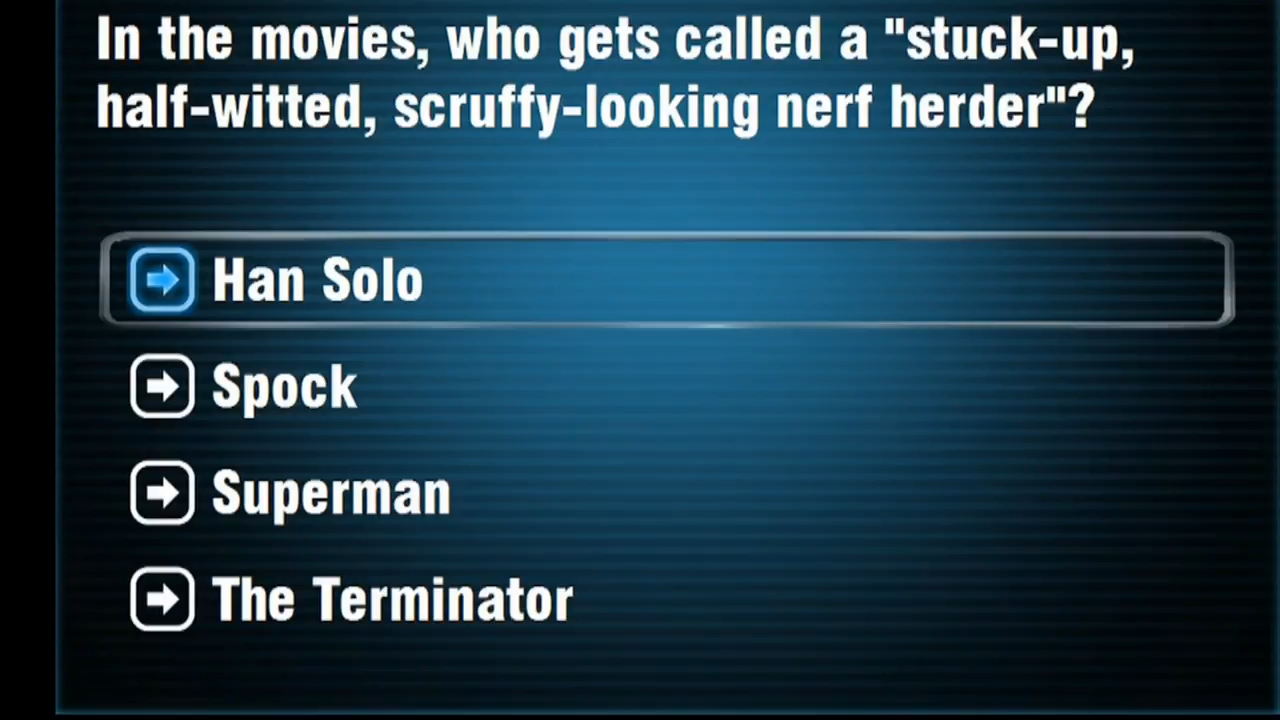 In the movies, who gets called a "stuck-up,
half-witted, scruffy-looking nerf herder"?
Han Solo
Spock
Superman
The Terminator